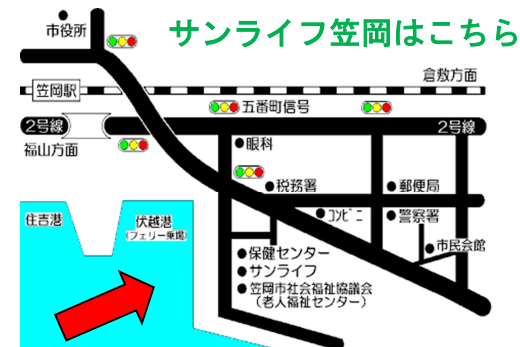 サンライフ笠岡はこちら
市役所
倉敷方面
笠岡駅
五番町信号
2号線
2号線
福山方面
眼科
税務署
郵便局
住吉港
伏越港
(フェリー乗場)
コンビニ
警察署
市民会館
保健センター
サンライフ
笠岡市社会福祉協議会
(老人福祉センター)